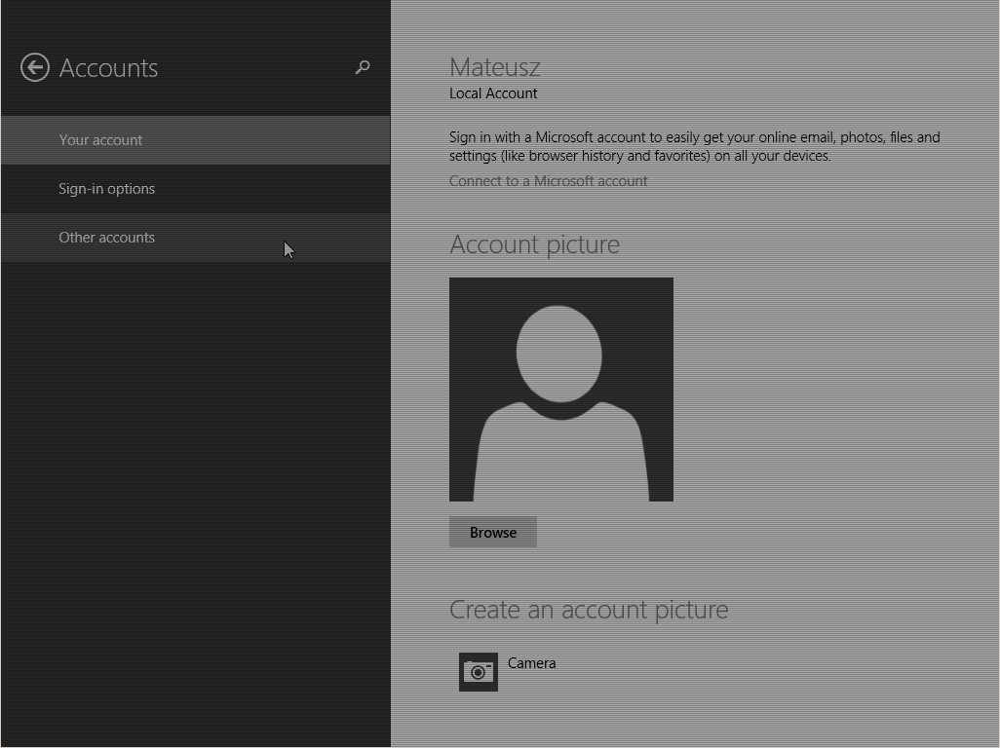 Accounts
Your account
Sign-in options
Other accounts
Mateusz
Local Account
Sign in with a Microsoft account to easily get your online email, photos, files and
settings (like browser history and favorites) on all your devices.
Connect to a Microsoft account
Account picture
Browse
Create an account picture
Camera